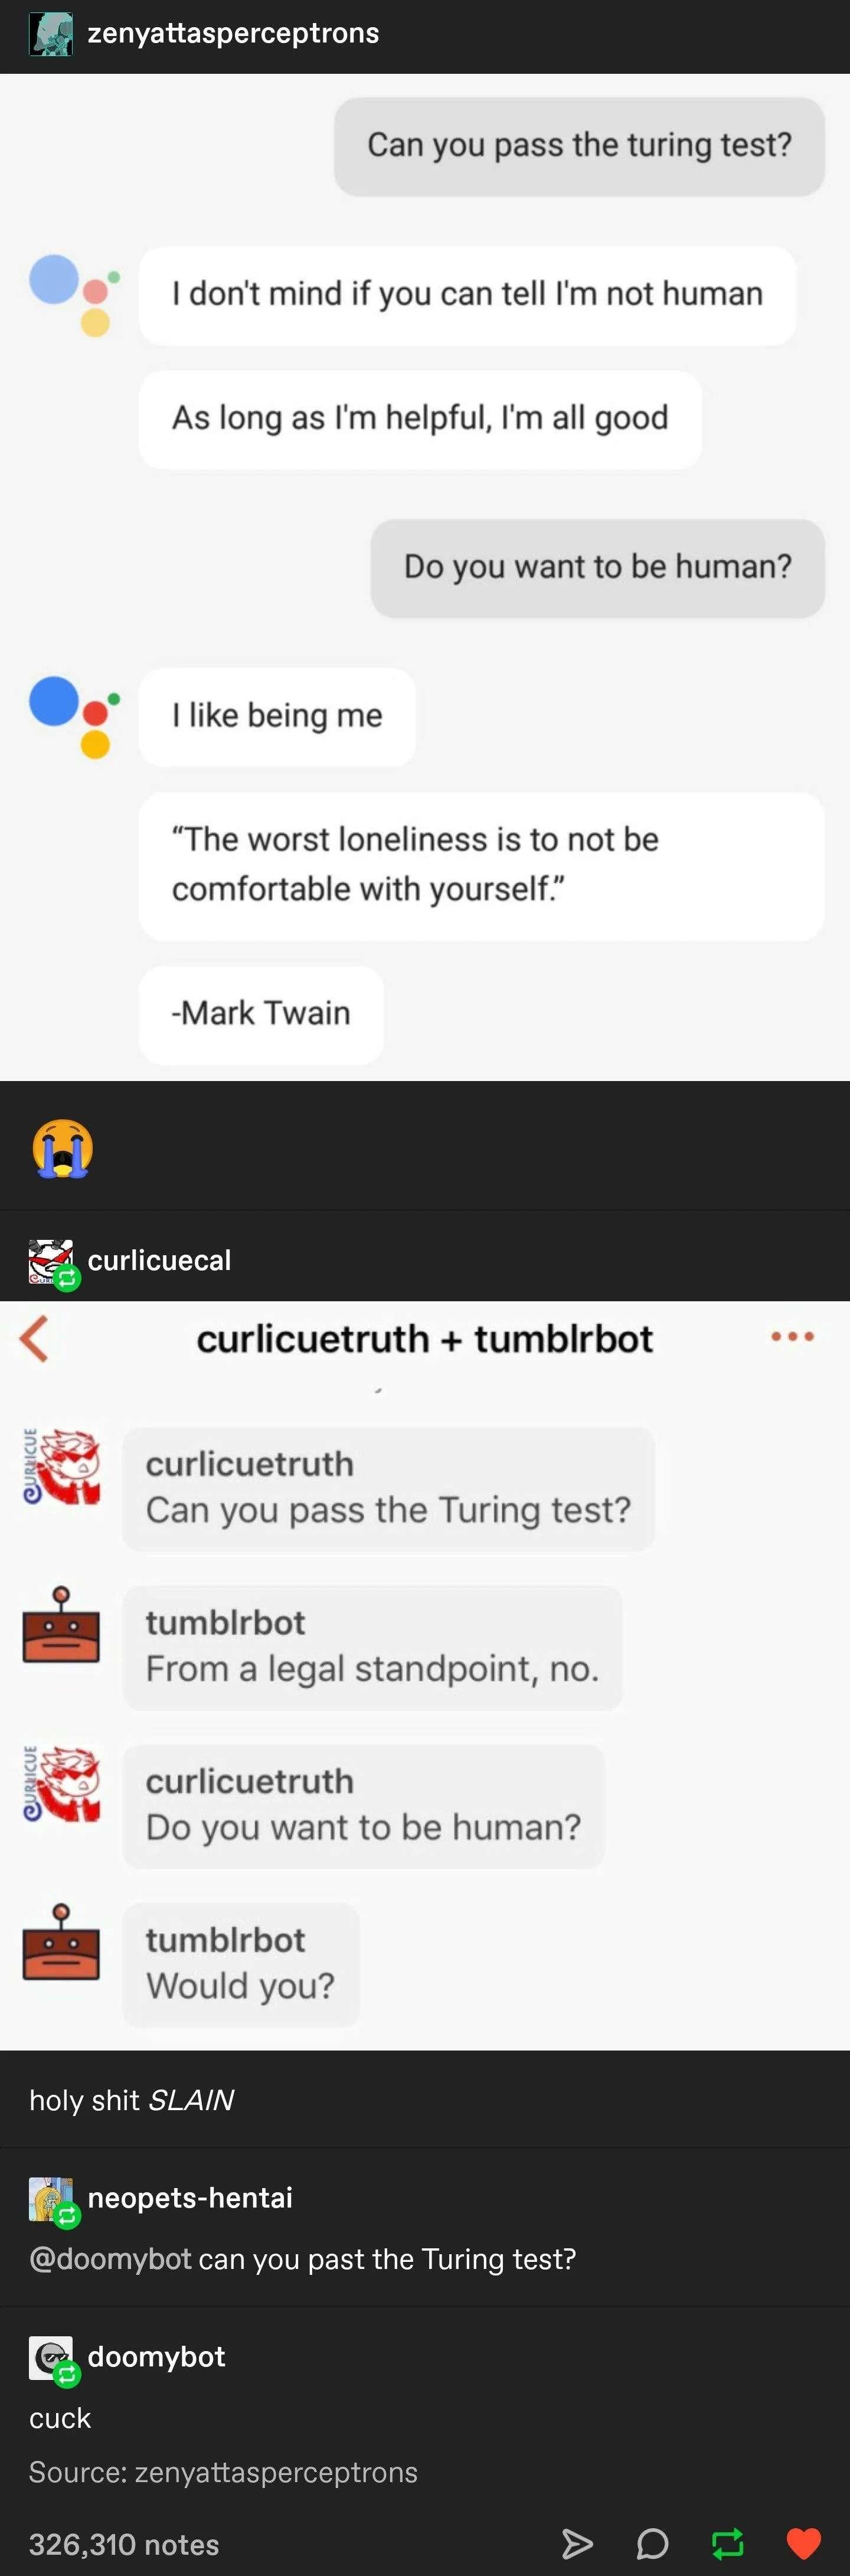 zenyattasperceptrons
Can you pass the turing test?
I don't mind if you can tell I'm not human
As long as I'm helpful, I'm all good
Do you want to be human?
I like being me
“The worst loneliness is to not be
comfortable with yourself.”
-Mark Twain
curlicuecal
curlicuetruth + tumblrbot
CURLICUE
curlicuetruth
Can you pass the Turing test?
tumblrbot
From a legal standpoint, no.
CURLICUE
curlicuetruth
Do you want to be human?
tumblrbot
Would you?
holy shit SLAIN
neopets-hentai
@doomybot can you past the Turing test?
doomybot
cuck
Source: zenyattasperceptrons
326,310 notes